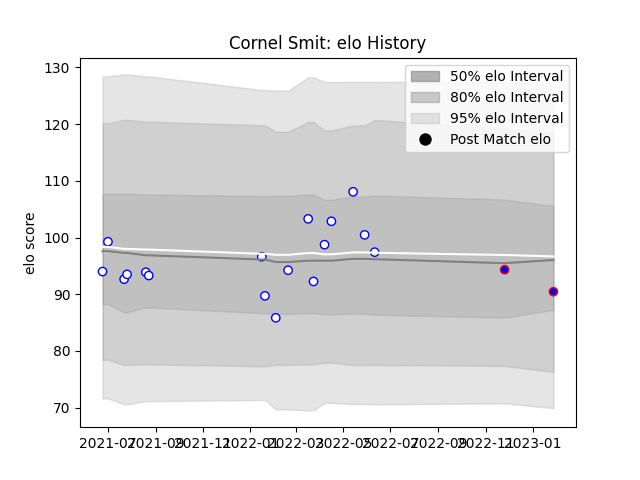 Cornel Smit: elo History
130
120
110
100
90
80
70
elo score
50% elo Interval
80% elo Interval
95% elo Interval
Post Match elo
2021-07 2021-09 2021-11 2022-01 2022-03 2022-05 2022-07 2022-09 2022-11 2023-01